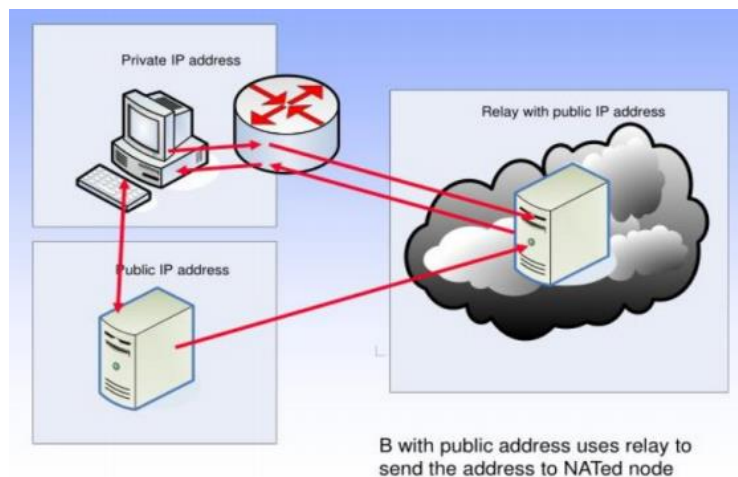 Private IP address
Relay with public IP address
Public IP address
B with public address uses relay to
send the address to NATed node